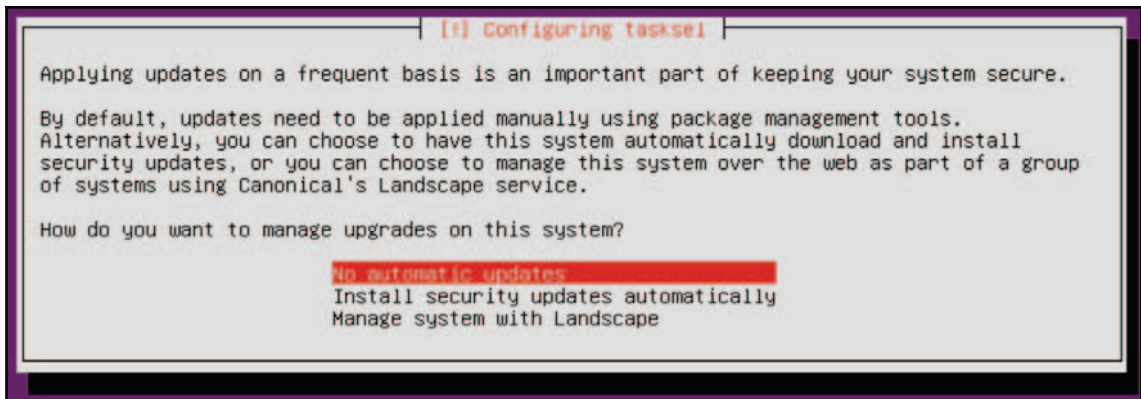 [!] Configuring tasksel
Applying updates on a frequent basis is an important part of keeping your system secure.
By default, updates need to be applied manually using package management tools.
Alternatively, you can choose to have this system automatically download and install
security updates, or you can choose to manage this system over the web as part of a group
of systems using Canonical's Landscape service.
How do you want to manage upgrades on this system?
No automatic updates
Install security updates automatically
Manage system with Landscape